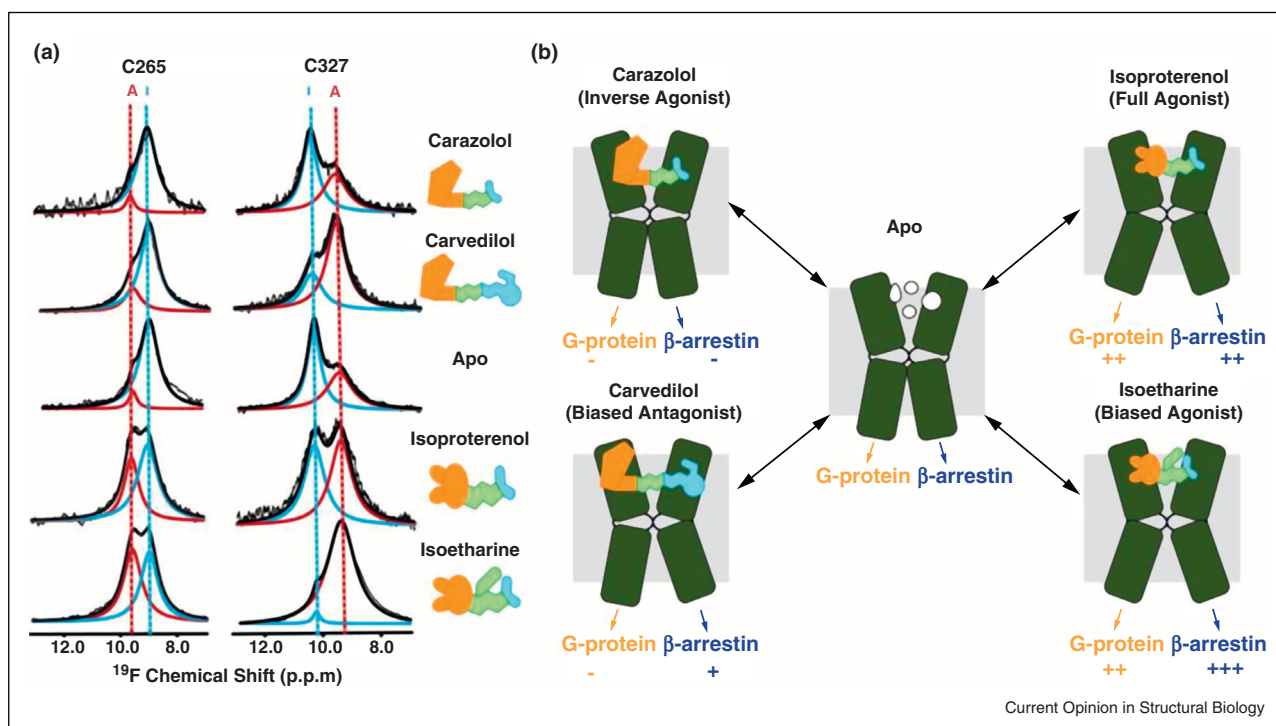 (a)
C265
C327
A
I
I
A
Carazolol
Carvedilol
Apo
Isoproterenol
Isoetharine
12.0 10.0 8.0
12.0 10.0 8.0
19F Chemical Shift (p.p.m)
(b)
Carazolol
(Inverse Agonist)
G-protein β-arrestin
- -
Carvedilol
(Biased Antagonist)
G-protein β-arrestin
- +
Apo
G-protein β-arrestin
Isoproterenol
(Full Agonist)
G-protein β-arrestin
++ ++
Isoetharine
(Biased Agonist)
G-protein β-arrestin
++ +++
Current Opinion in Structural Biology